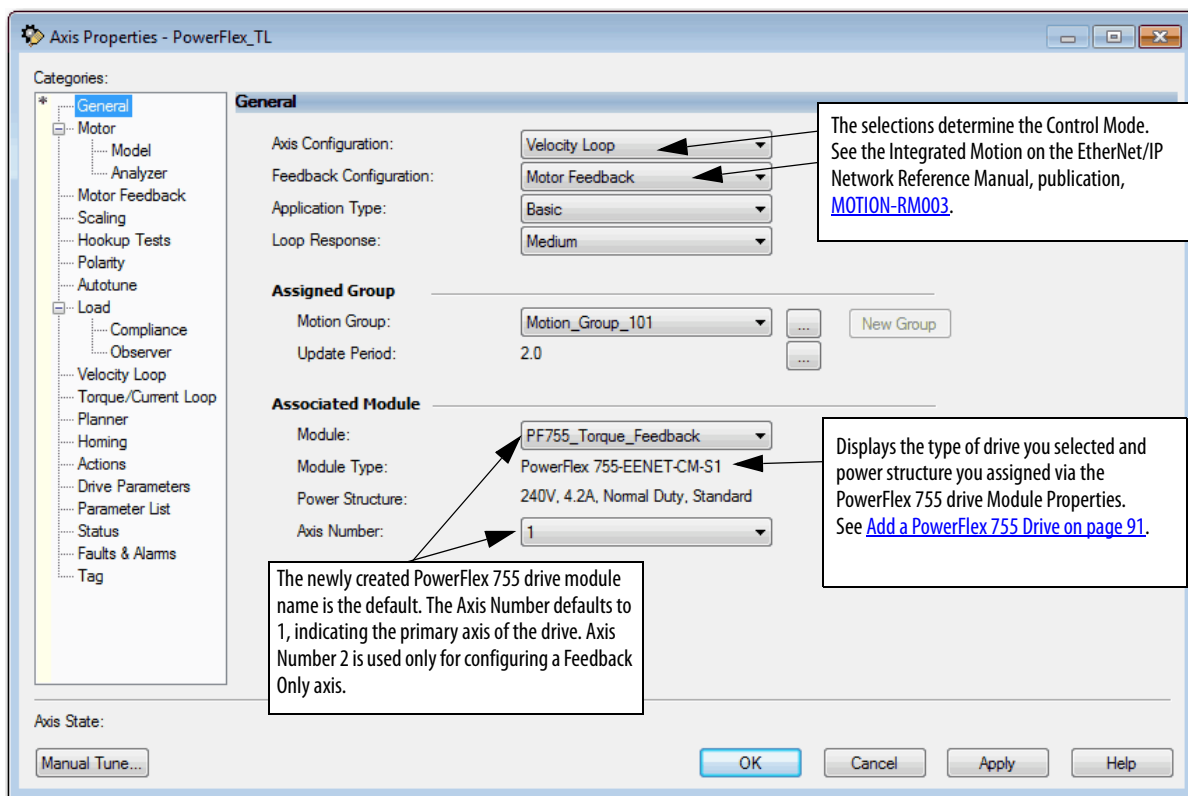 Axis Properties - PowerFlex_TL
Categories:
*
General
Motor
Model
Analyzer
Motor Feedback
Scaling
Hookup Tests
Polarity
Autotune
Load
Compliance
Observer
Velocity Loop
Torque/Current Loop
Planner
Homing
Actions
Drive Parameters
Parameter List
Status
Faults & Alarms
Tag
General
Axis Configuration: Velocity Loop
Feedback Configuration: Motor Feedback
Application Type: Basic
Loop Response: Medium
The selections determine the Control Mode.
See the Integrated Motion on the EtherNet/IP
Network Reference Manual, publication,
MOTION-RM003.
Assigned Group
Motion Group: Motion_Group_101 ... New Group
Update Period: 2.0 ...
Associated Module
Module: PF755_Torque_Feedback
Module Type: PowerFlex 755-EENET-CM-S1
Power Structure: 240V, 4.2A, Normal Duty, Standard
Axis Number: 1
Displays the type of drive you selected and
power structure you assigned via the
PowerFlex 755 drive Module Properties.
See Add a PowerFlex 755 Drive on page 91.
The newly created PowerFlex 755 drive module
name is the default. The Axis Number defaults to
1, indicating the primary axis of the drive. Axis
Number 2 is used only for configuring a Feedback
Only axis.
Axis State:
Manual Tune... OK Cancel Apply Help